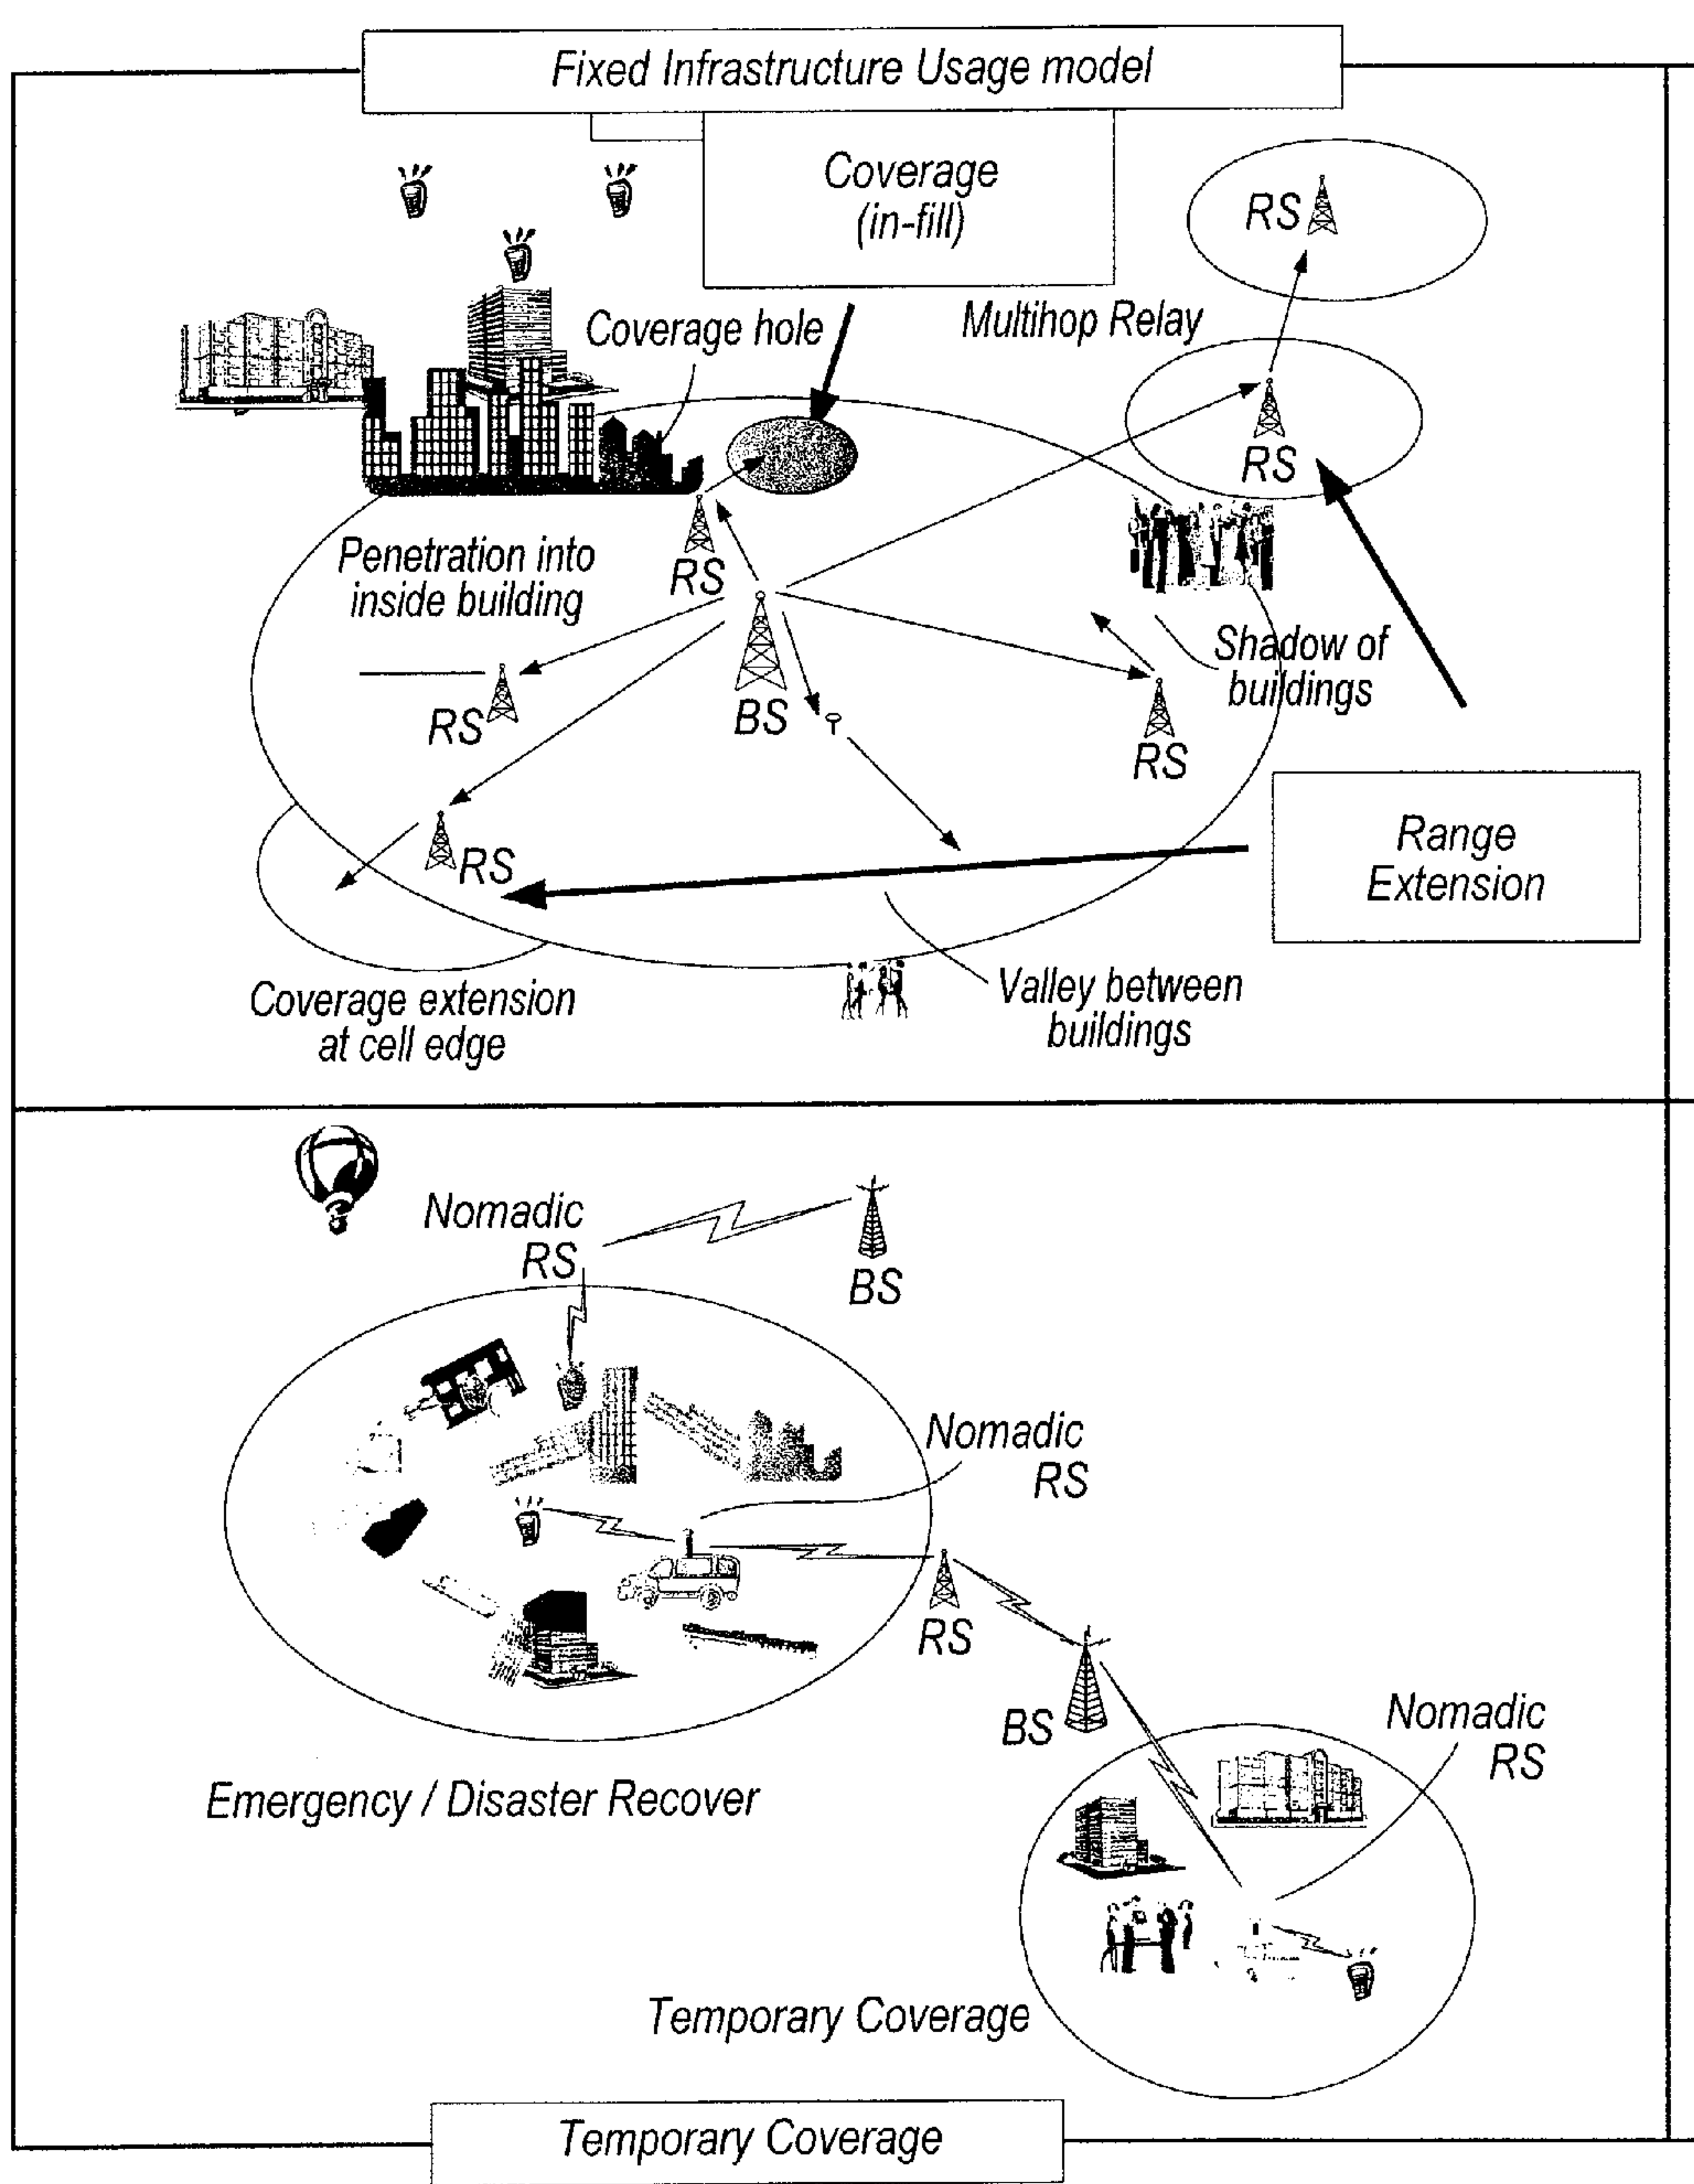 Fixed Infrastructure Usage model
Coverage
(in-fill)
RS
Coverage hole
Multihop Relay
RS
Penetration into
inside building
RS
Shadow of
buildings
RS
BS
RS
RS
Range
Extension
Coverage extension
at cell edge
Valley between
buildings
Nomadic
RS
BS
Nomadic
RS
RS
BS
Nomadic
RS
Emergency / Disaster Recover
Temporary Coverage
Temporary Coverage